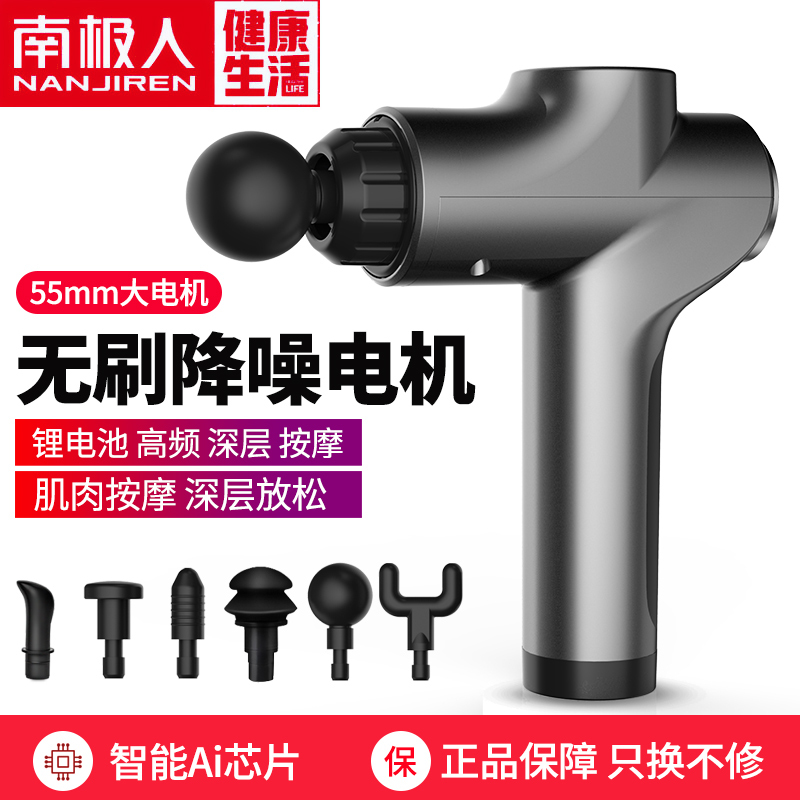 南极人
NANJIREN
健康
生活
LIFE
55mm大电机
无刷降噪电机
锂电池 高频 深层 按摩
肌肉按摩 深层放松
智能Ai芯片
保 正品保障 只换不修